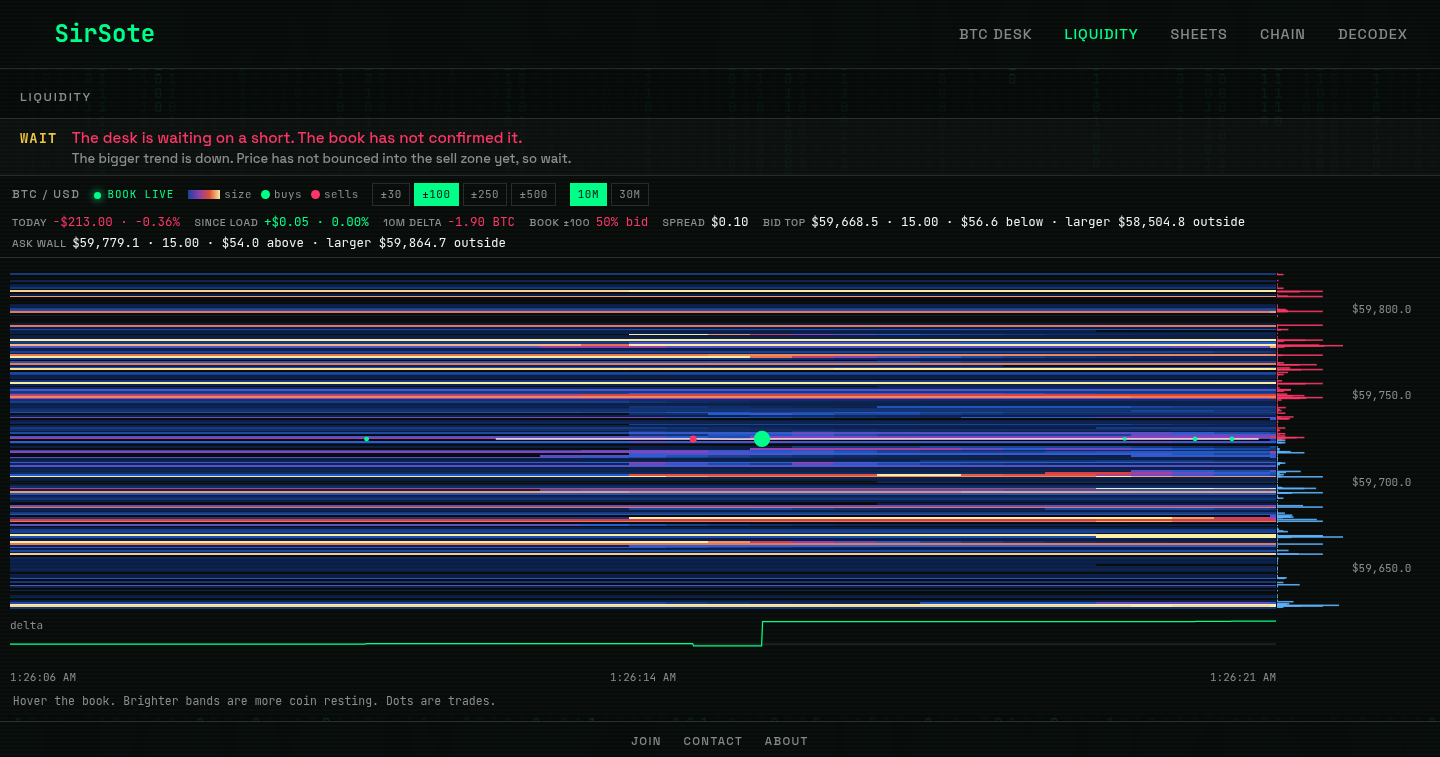 SirSote
BTC DESK LIQUIDITY SHEETS CHAIN DECODEX
LIQUIDITY
WAIT The desk is waiting on a short. The book has not confirmed it.
The bigger trend is down. Price has not bounced into the sell zone yet, so wait.
BTC / USD BOOK LIVE size buys sells ±30 ±100 ±250 ±500 10M 30M
TODAY -$213.00 · -0.36% SINCE LOAD +$0.05 · 0.00% 10M DELTA -1.90 BTC BOOK ±100 50% bid SPREAD $0.10 BID TOP $59,668.5 · 15.00 · $56.6 below · larger $58,504.8 outside
ASK WALL $59,779.1 · 15.00 · $54.0 above · larger $59,864.7 outside
$59,800.0
$59,750.0
$59,700.0
$59,650.0
delta
1:26:06 AM 1:26:14 AM 1:26:21 AM
Hover the book. Brighter bands are more coin resting. Dots are trades.
JOIN CONTACT ABOUT